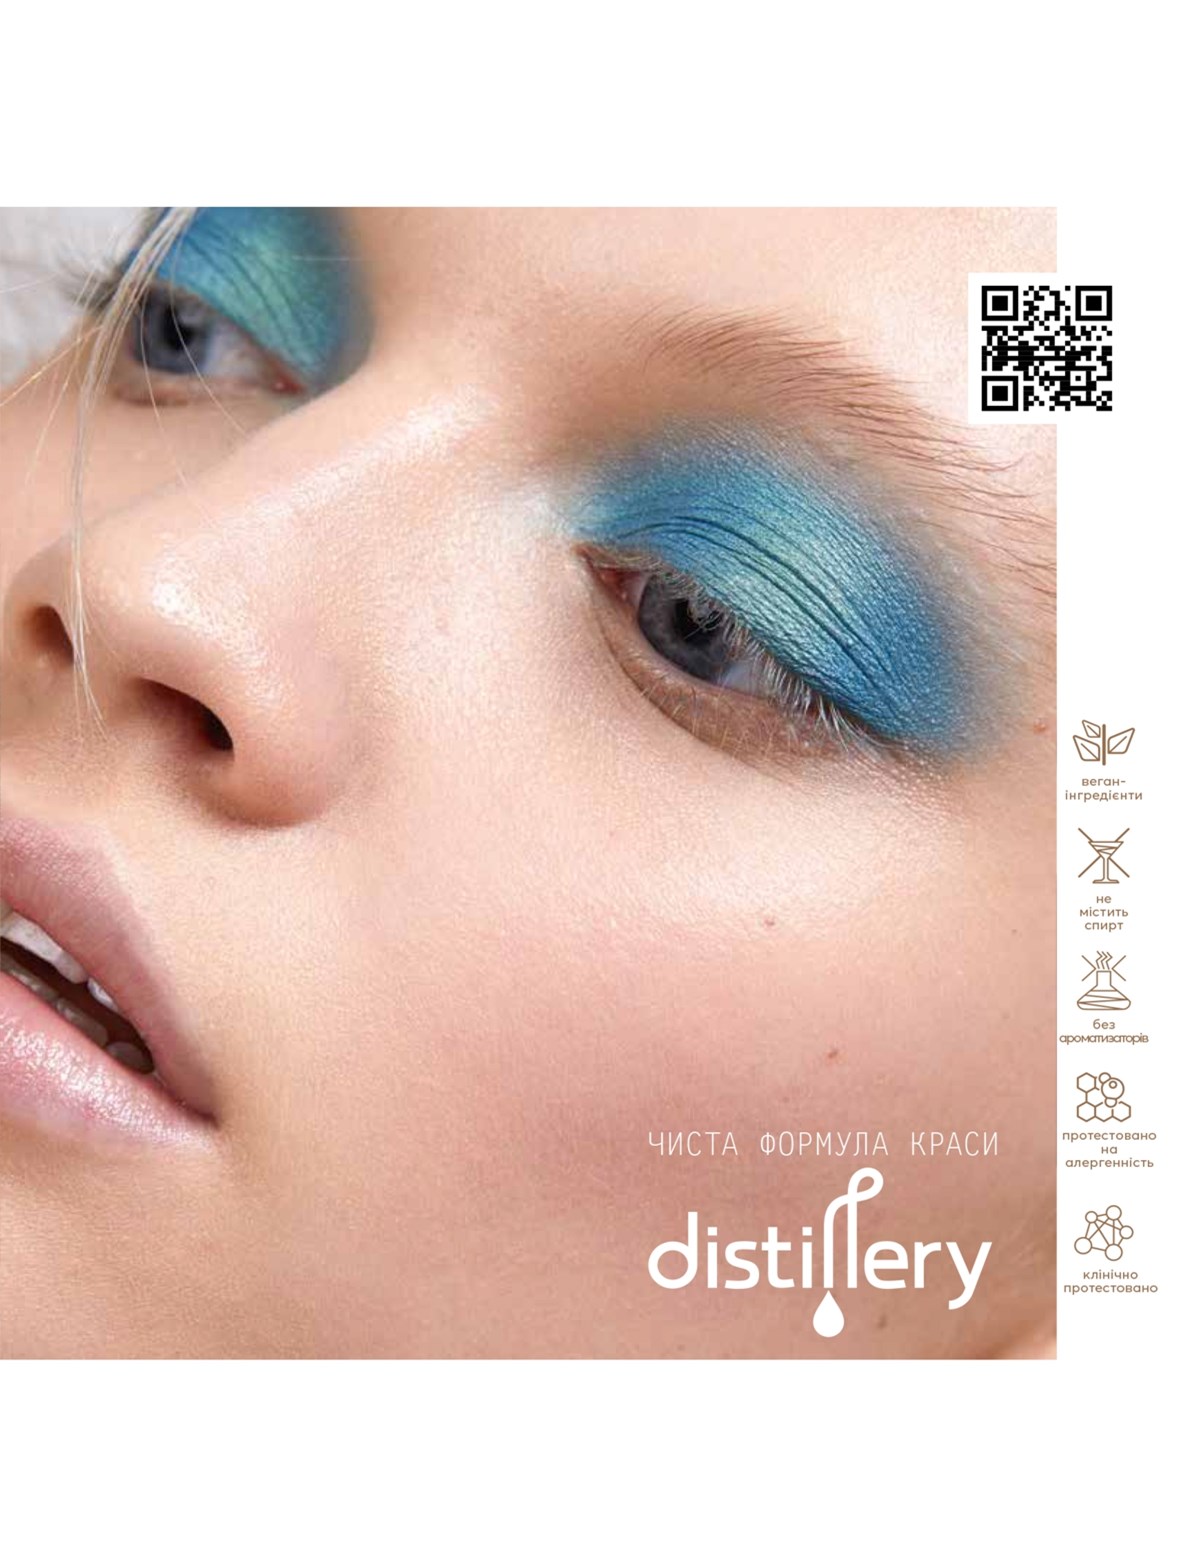 веган-
інгредієнти
не
містить
спирт
без
ароматизаторів
протестовано
на
алергенність
клінічно
протестовано
ЧИСТА ФОРМУЛА КРАСИ
distillery